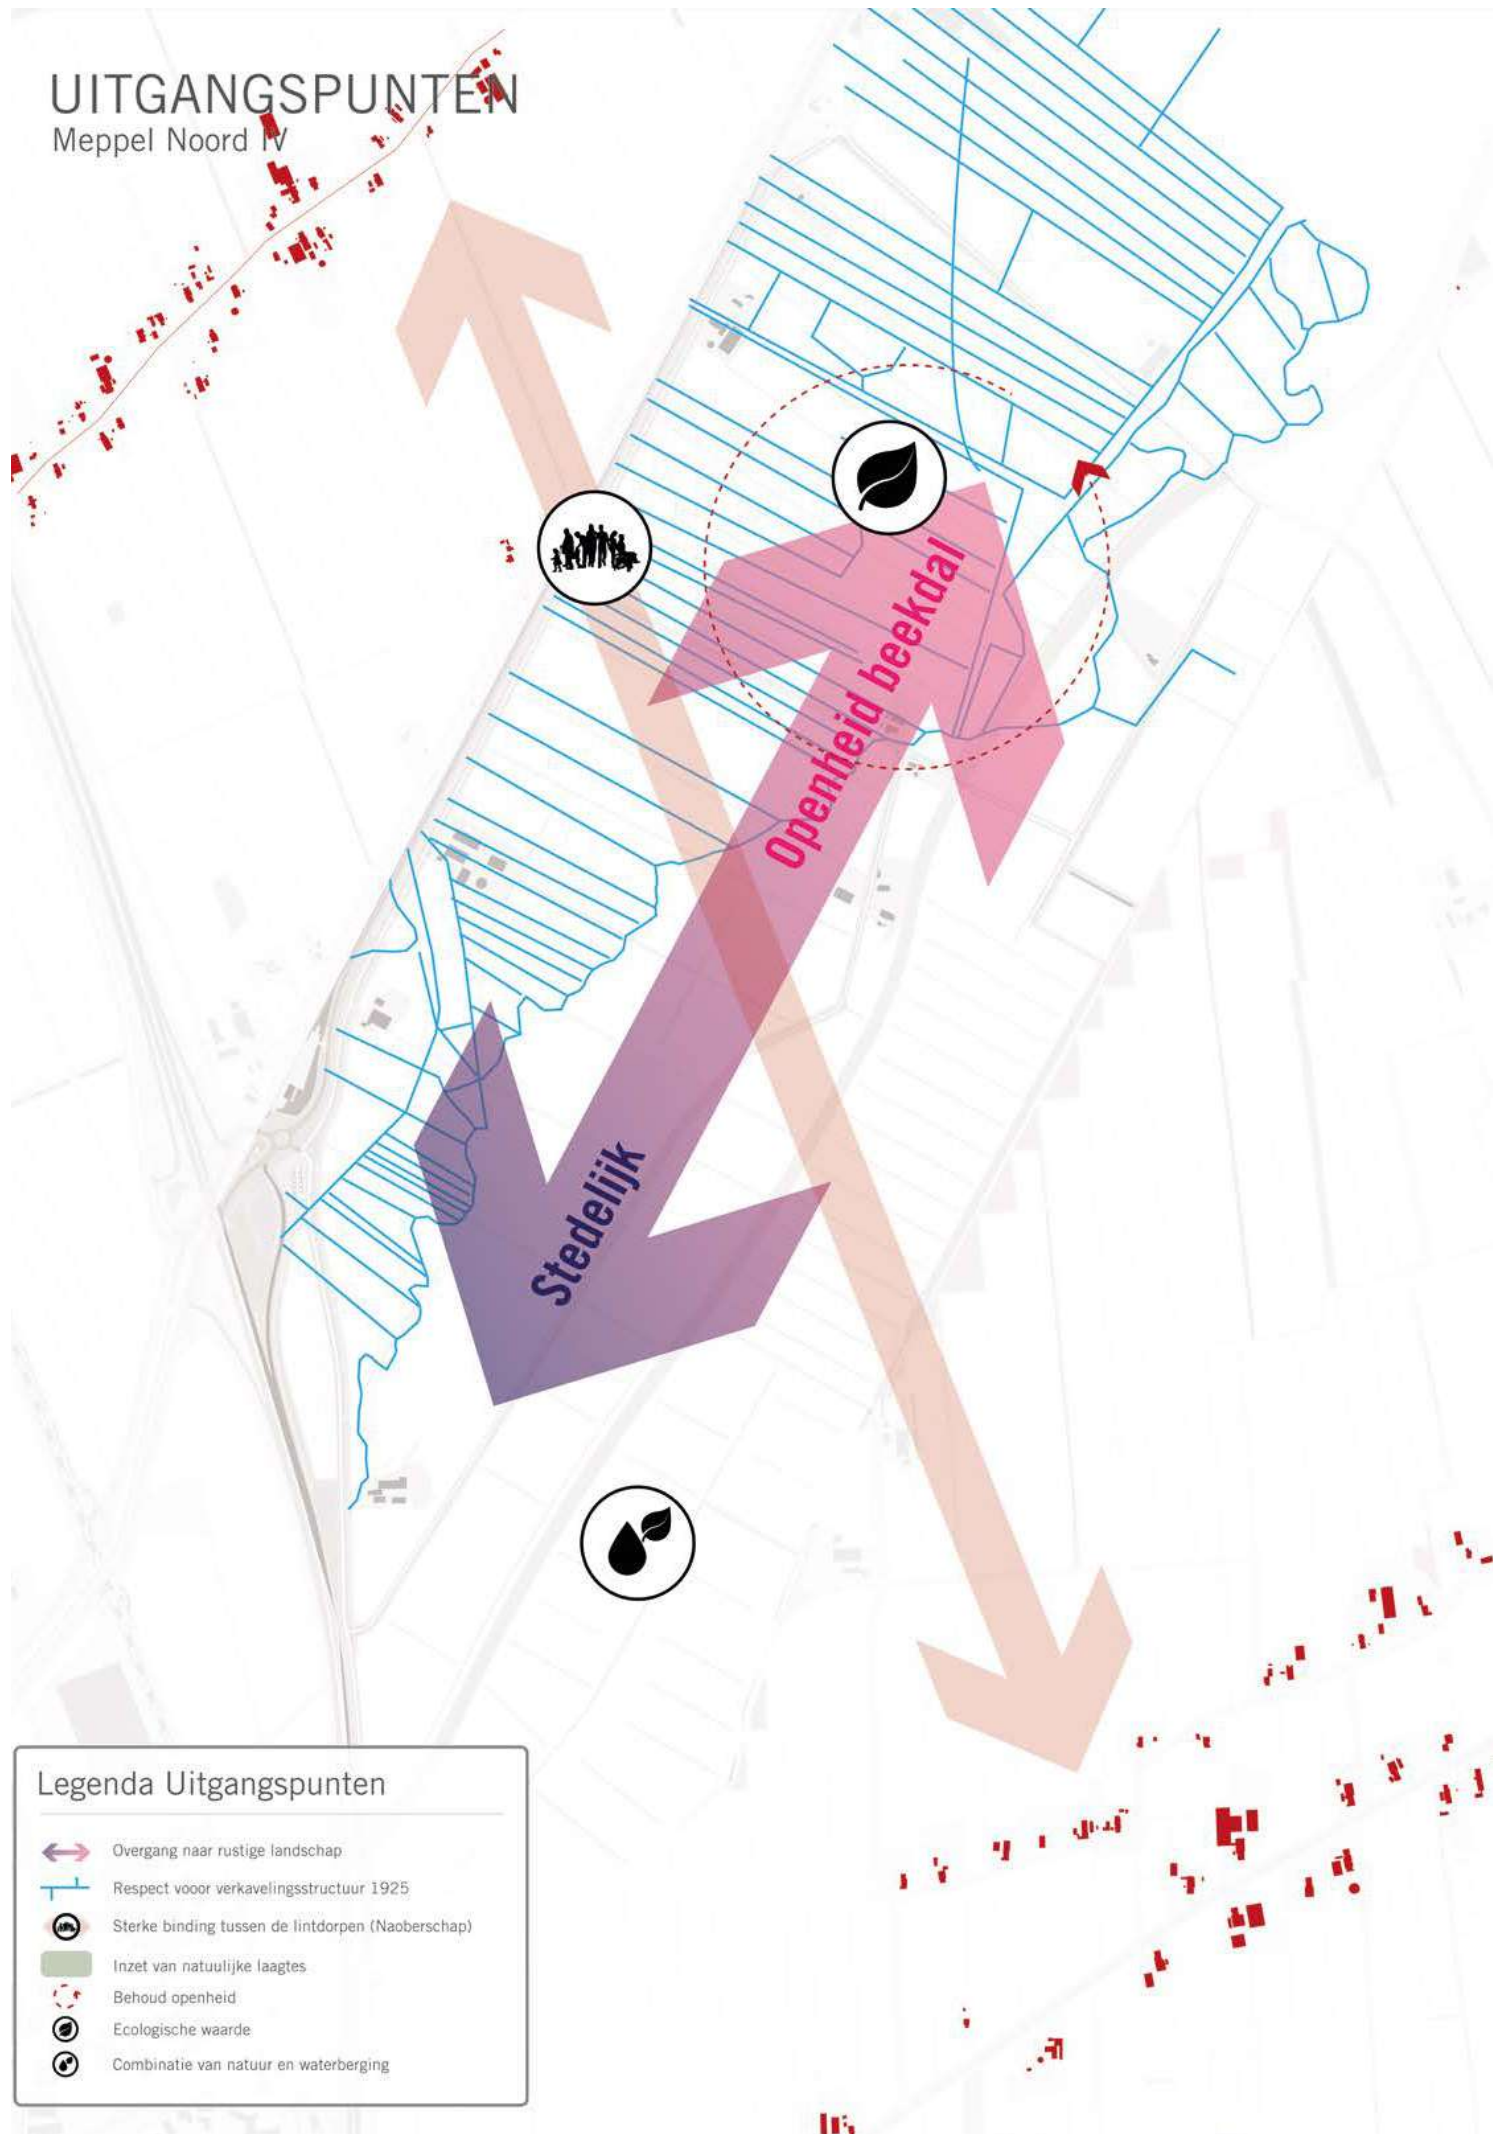 UITGANGSPUNTEN
Meppel Noord IV
Openheid beekdal
Stedelijk
Legenda Uitgangspunten
Overgang naar rustige landschap
Respect vooor verkavelingsstructuur 1925
Sterke binding tussen de lintdorpen (Naoberschap)
Inzet van natuulijke laagtes
Behoud openheid
Ecologische waarde
Combinatie van natuur en waterberging